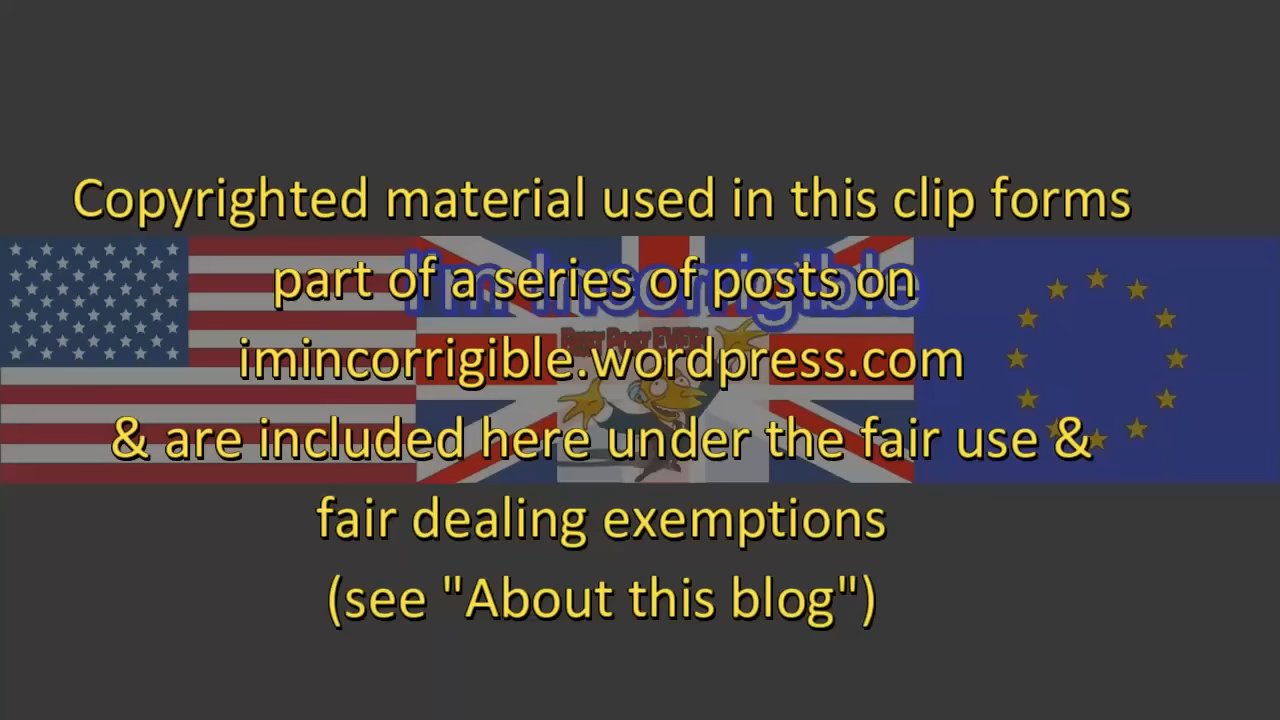 Copyrighted material used in this clip forms
part of a series of posts on
I'm Incorrigible
imincorrigible.wordpress.com
& are included here under the fair use &
fair dealing exemptions
(see "About this blog")